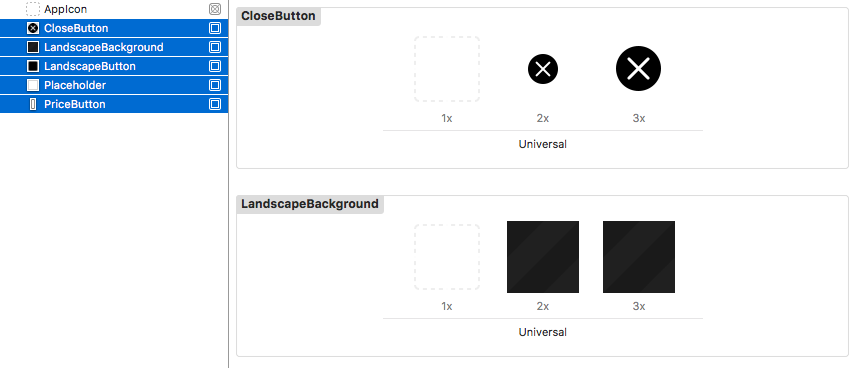 AppIcon
CloseButton
LandscapeBackground
LandscapeButton
Placeholder
PriceButton
CloseButton
1x 2x 3x
Universal
LandscapeBackground
1x 2x 3x
Universal